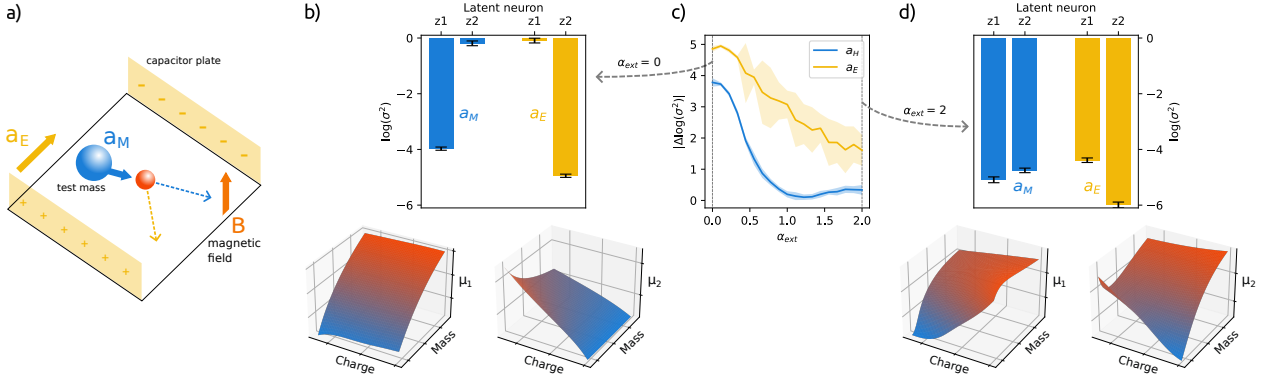 a)
capacitor plate
a_E
a_M
test mass
B
magnetic
field
b)
Latent neuron
z1 z2 z1 z2
0
−2
−4
−6
log(σ²)
a_M
a_E
α_ext = 0
μ₁
Charge
Mass
μ₂
Charge
Mass
c)
5
4
3
2
1
0
|Δlog(σ²)|
a_H
a_E
0.0 0.5 1.0 1.5 2.0
α_ext
α_ext = 2
d)
Latent neuron
z1 z2 z1 z2
a_M
a_E
0
−2
−4
−6
log(σ²)
μ₁
Charge
Mass
μ₂
Charge
Mass